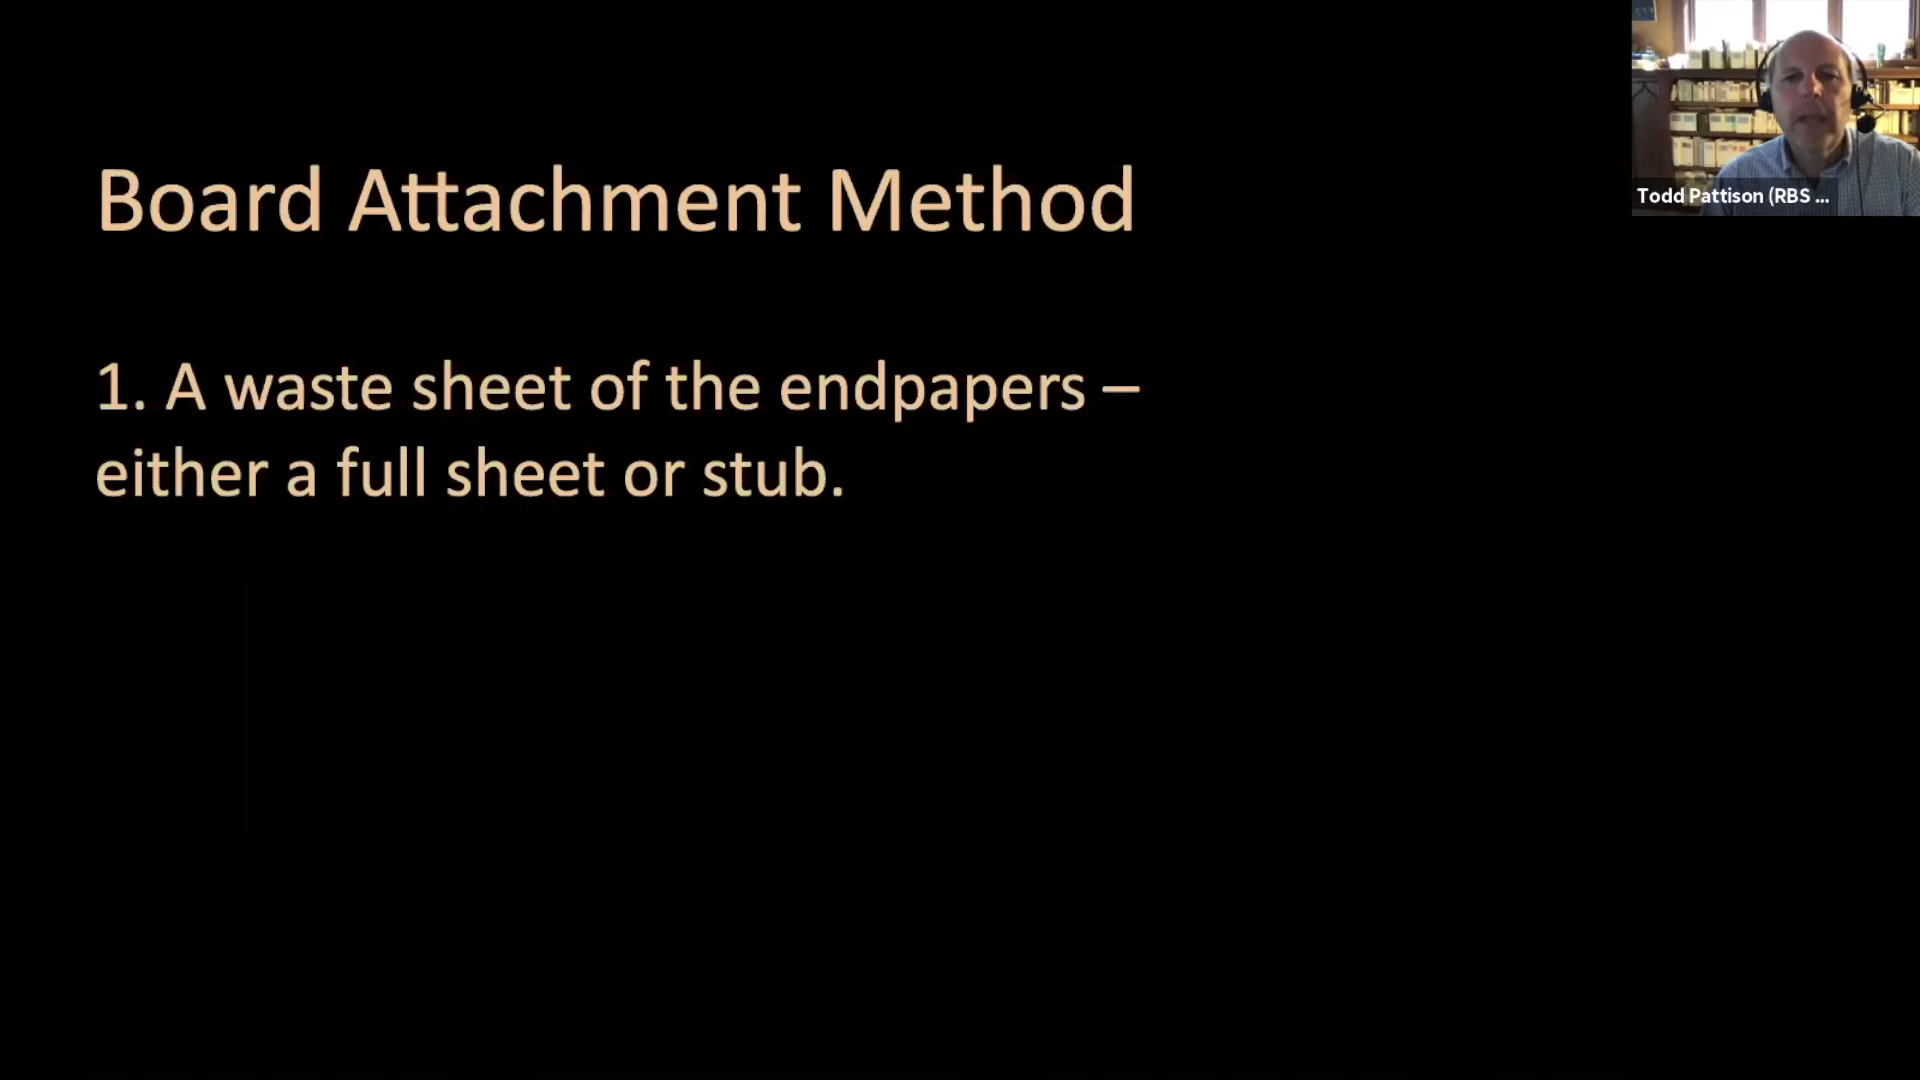 Board Attachment Method
1. A waste sheet of the endpapers –
either a full sheet or stub.
Todd Pattison (RBS ...